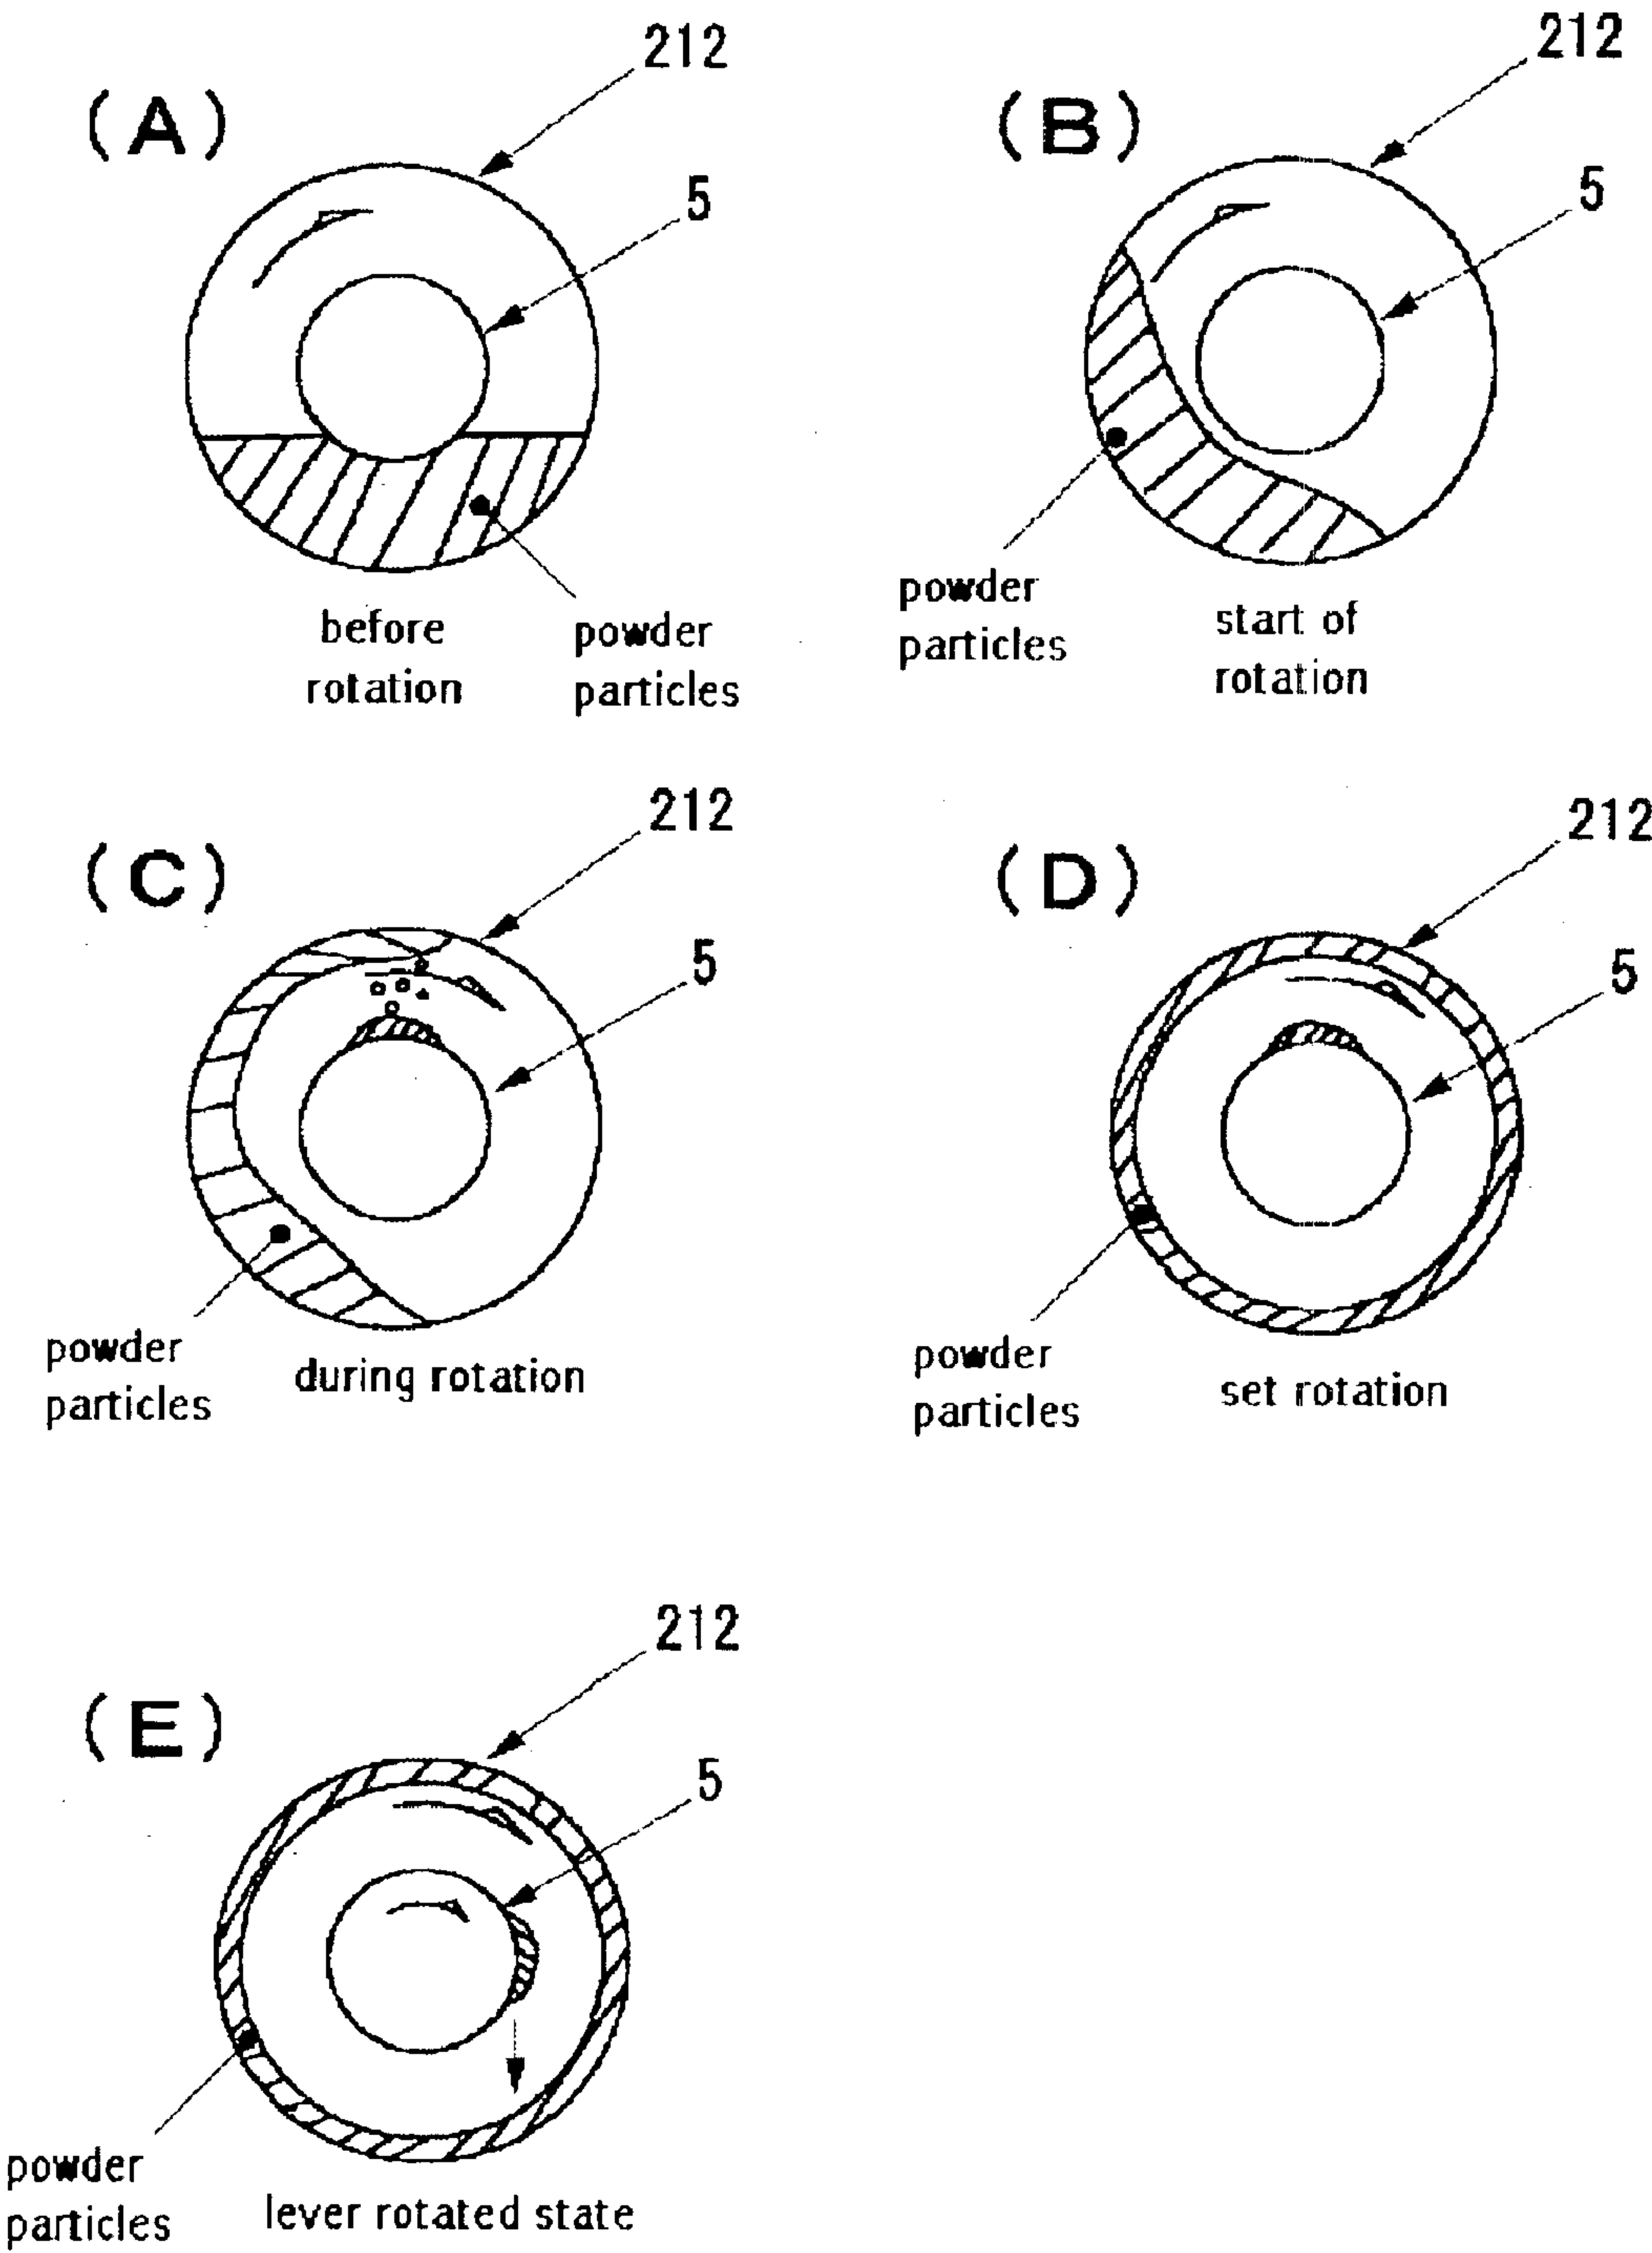 (A)
212
5
before
rotation
powder
particles
(B)
212
5
powder
particles
start of
rotation
(C)
212
5
powder
particles
during rotation
(D)
212
5
powder
particles
set rotation
(E)
212
5
powder
particles
lever rotated state